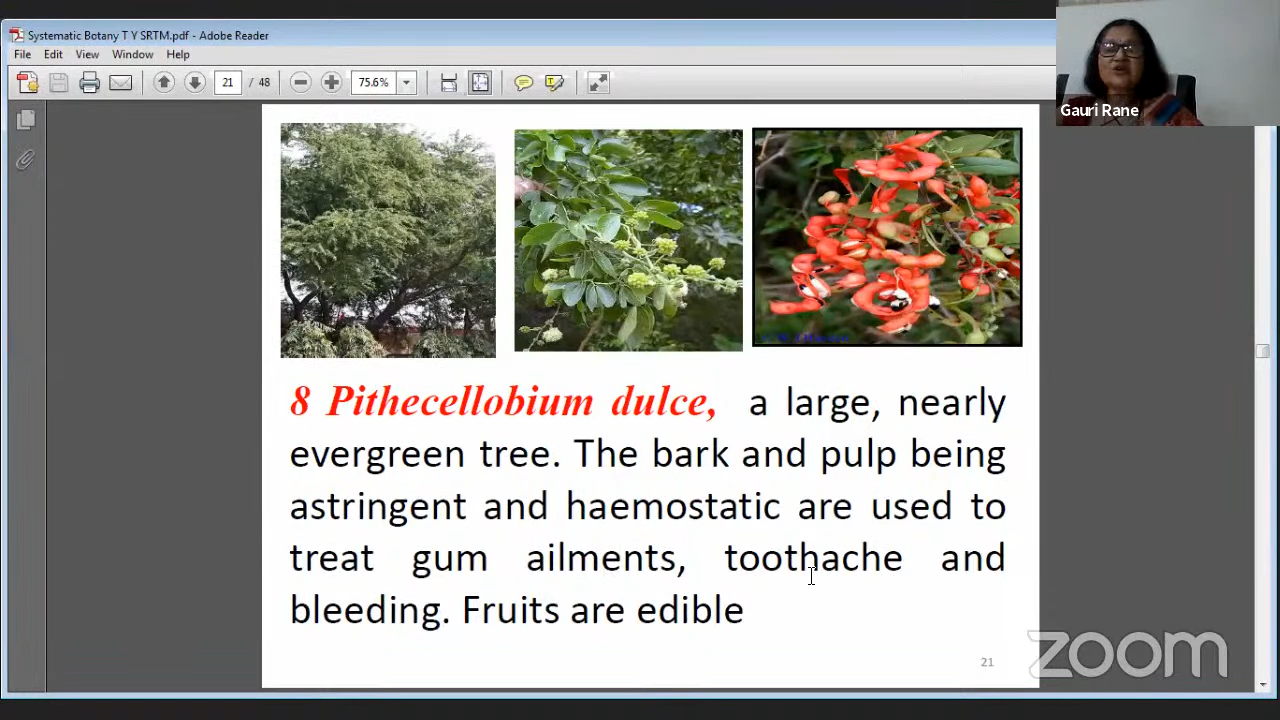 Systematic Botany T Y SRTM.pdf - Adobe Reader
File Edit View Window Help
21 / 48 75.6%
Gauri Rane
8 Pithecellobium dulce, a large, nearly
evergreen tree. The bark and pulp being
astringent and haemostatic are used to
treat gum ailments, toothache and
bleeding. Fruits are edible
21
zoom